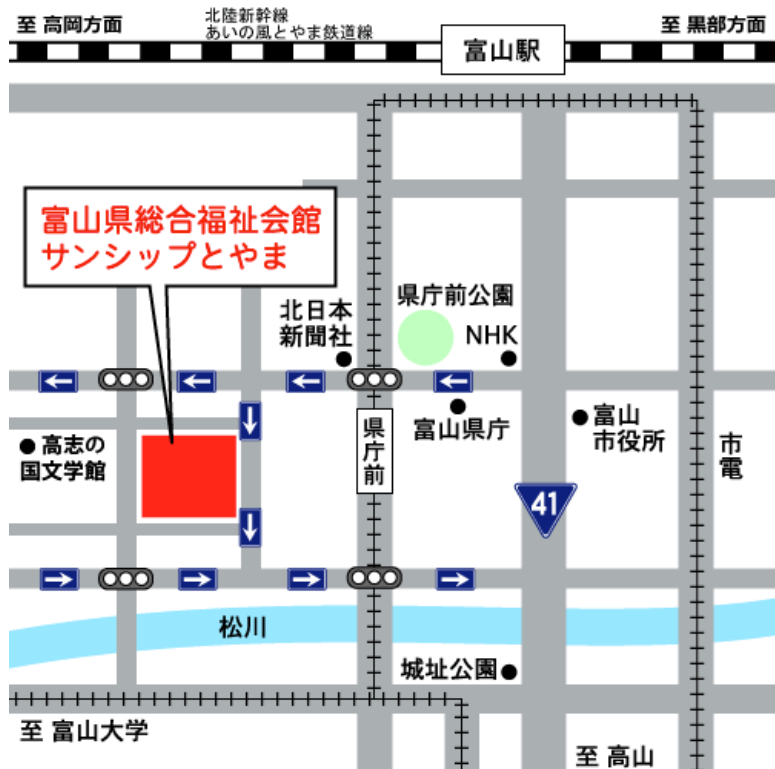 至 高岡方面
北陸新幹線
あいの風とやま鉄道線
富山駅
至 黒部方面
富山県総合福祉会館
サンシップとやま
北日本
新聞社
県庁前公園
NHK
富山県庁
富山
市役所
県庁前
市電
高志の
国文学館
41
松川
城址公園
至 富山大学
至 高山